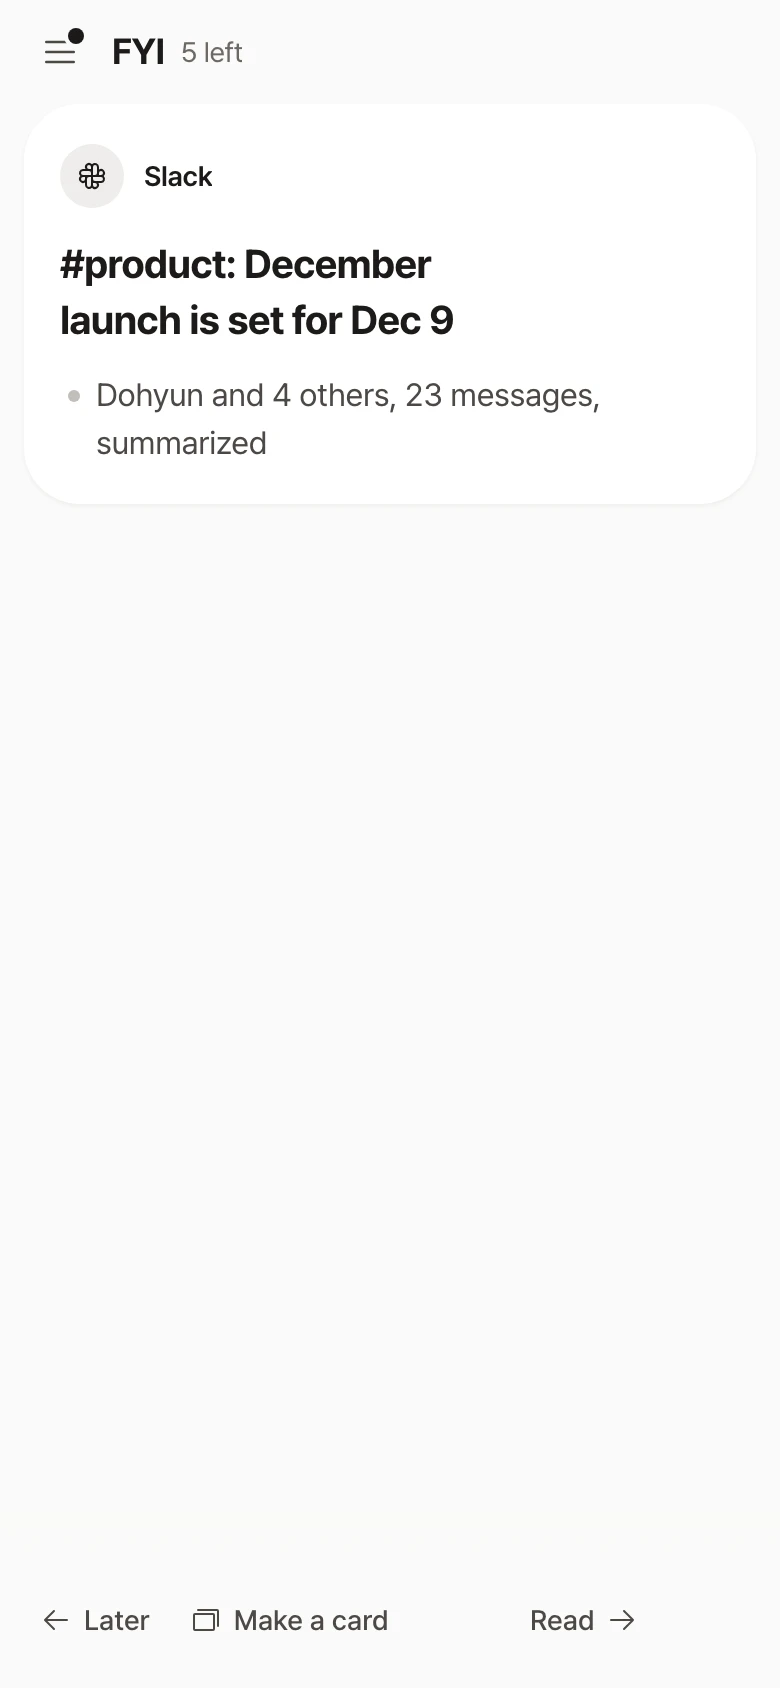 FYI 5 left
Slack
#product: December
launch is set for Dec 9
Dohyun and 4 others, 23 messages,
summarized
Later Make a card Read